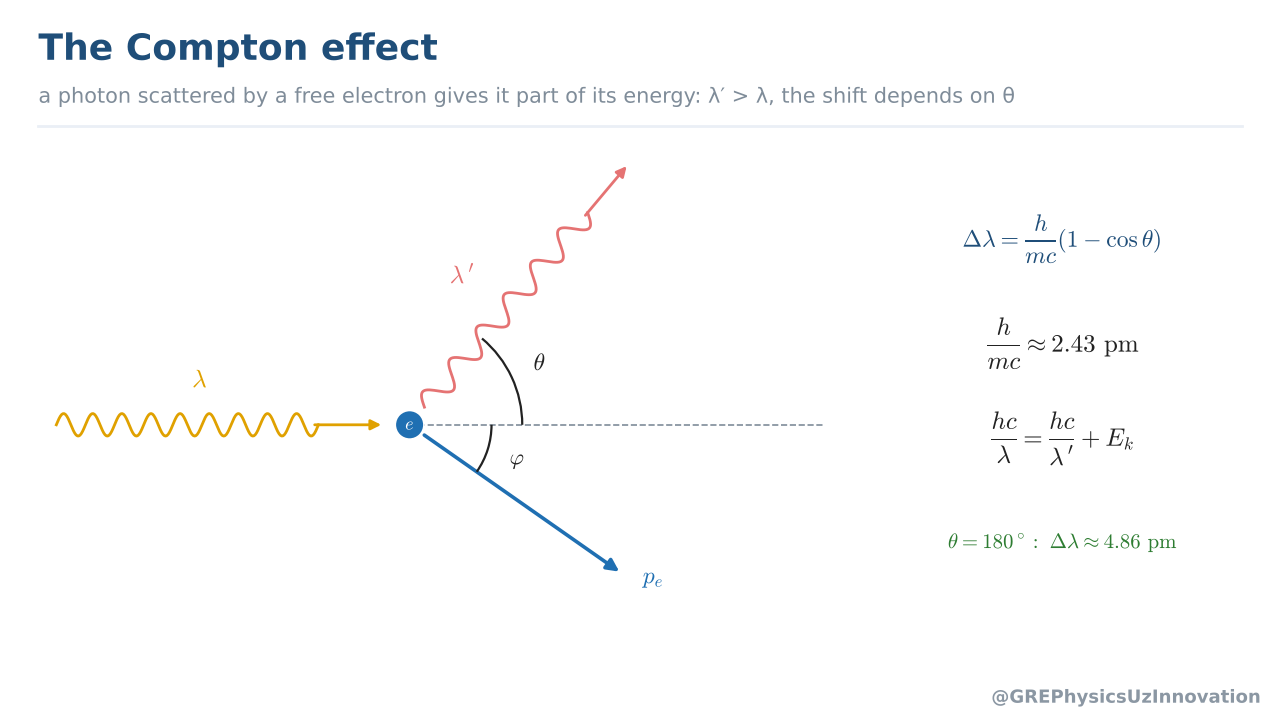 The Compton effect
a photon scattered by a free electron gives it part of its energy: λ′ > λ, the shift depends on θ
λ′
Δλ = h/mc (1 − cos θ)
θ
h/mc ≈ 2.43 pm
λ
e
φ
hc/λ = hc/λ′ + E_k
p_e
θ = 180° : Δλ ≈ 4.86 pm
@GREPhysicsUzInnovation